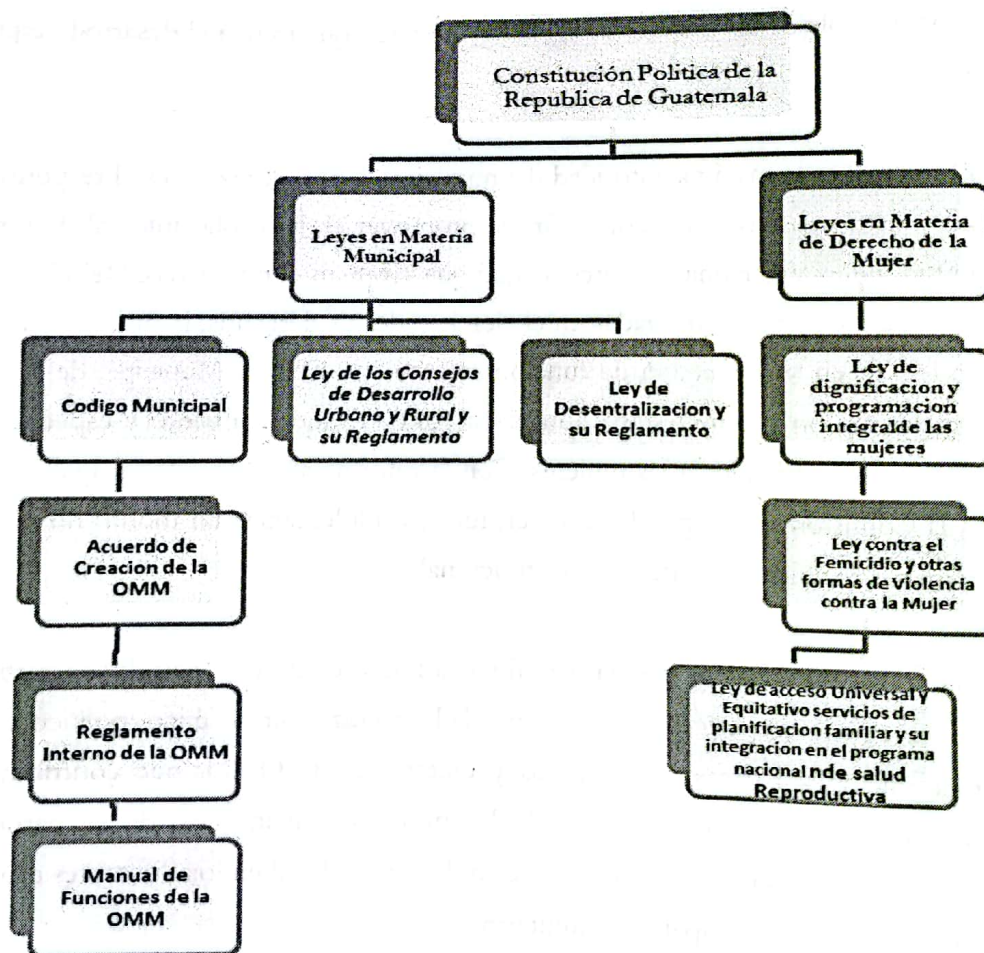 Constitución Politica de la
Republica de Guatemala
Leyes en Materia
Municipal
Leyes en Materia
de Derecho de la
Mujer
Codigo Municipal
Ley de los Consejos
de Desarrollo
Urbano y Rural y
su Reglamento
Ley de
Desentralizacion y
su Reglamento
Ley de
dignificacion y
programacion
integralde las
mujeres
Acuerdo de
Creacion de la
OMM
Ley contra el
Femicidio y otras
formas de Violencia
contra la Mujer
Reglamento
Interno de la OMM
Ley de acceso Universal y
Equitativo servicios de
planificacion familiar y su
integracion en el programa
nacional nde salud
Reproductiva
Manual de
Funciones de la
OMM